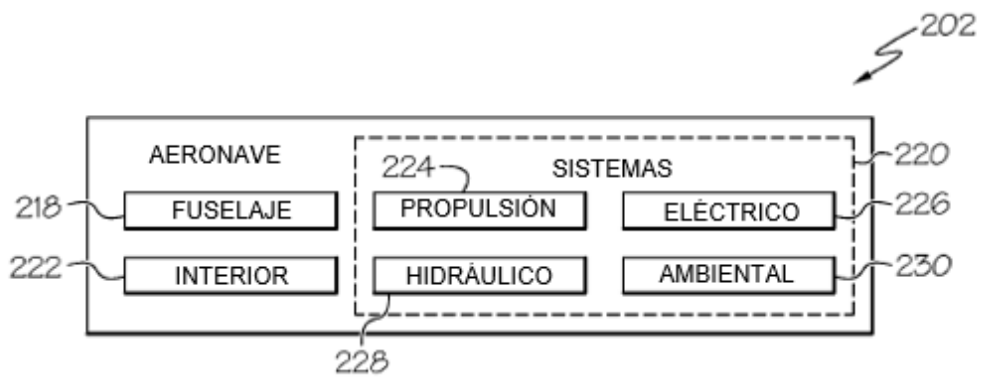 202
AERONAVE
SISTEMAS
220
224
218
FUSELAJE
PROPULSIÓN
ELÉCTRICO
226
222
INTERIOR
HIDRÁULICO
AMBIENTAL
230
228